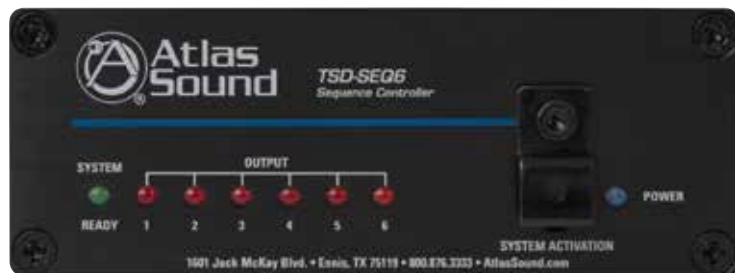 Atlas
Sound
®
TSD-SEQ6
Sequence Controller
SYSTEM
OUTPUT
READY 1 2 3 4 5 6
POWER
SYSTEM ACTIVATION
1601 Jack McKay Blvd. • Ennis, TX 75119 • 800.876.3333 • AtlasSound.com